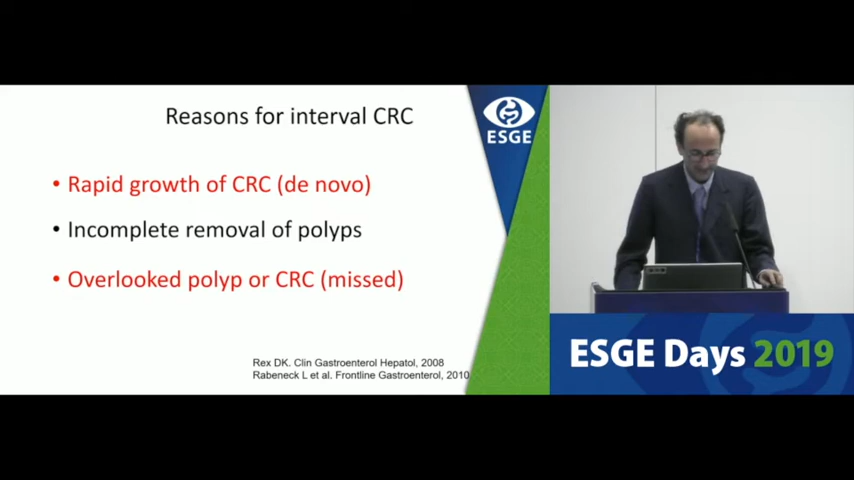 Reasons for interval CRC
ESGE
• Rapid growth of CRC (de novo)
• Incomplete removal of polyps
• Overlooked polyp or CRC (missed)
Rex DK. Clin Gastroenterol Hepatol, 2008
Rabeneck L et al. Frontline Gastroenterol, 2010
ESGE Days 2019